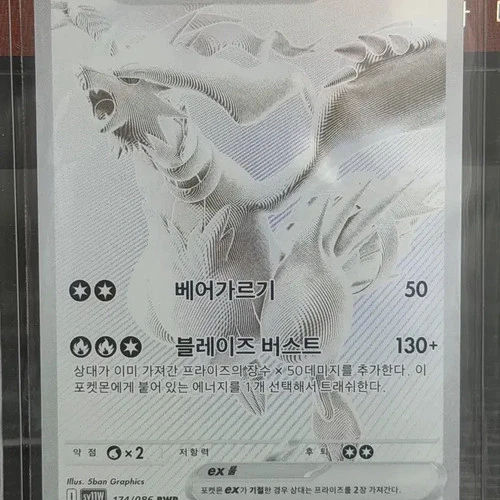 베어가르기 50
블레이즈 버스트 130+
상대가 이미 가져간 프라이즈의 장수 × 50데미지를 추가한다. 이
포켓몬에게 붙어 있는 에너지를 1개 선택해서 트래쉬한다.
약 점 ×2 저항력 후 퇴
Illus. 5ban Graphics
ex 룰
I sv11W 174/086 BWR
포켓몬 ex가 기절한 경우 상대는 프라이즈를 2장 가져간다.